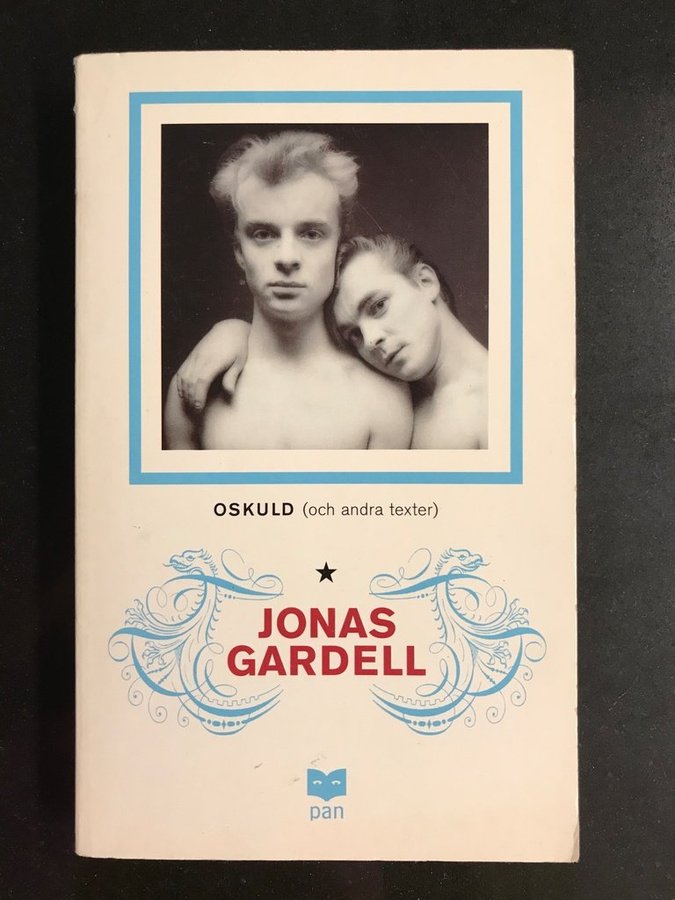 OSKULD (och andra texter)
JONAS
GARDELL
pan